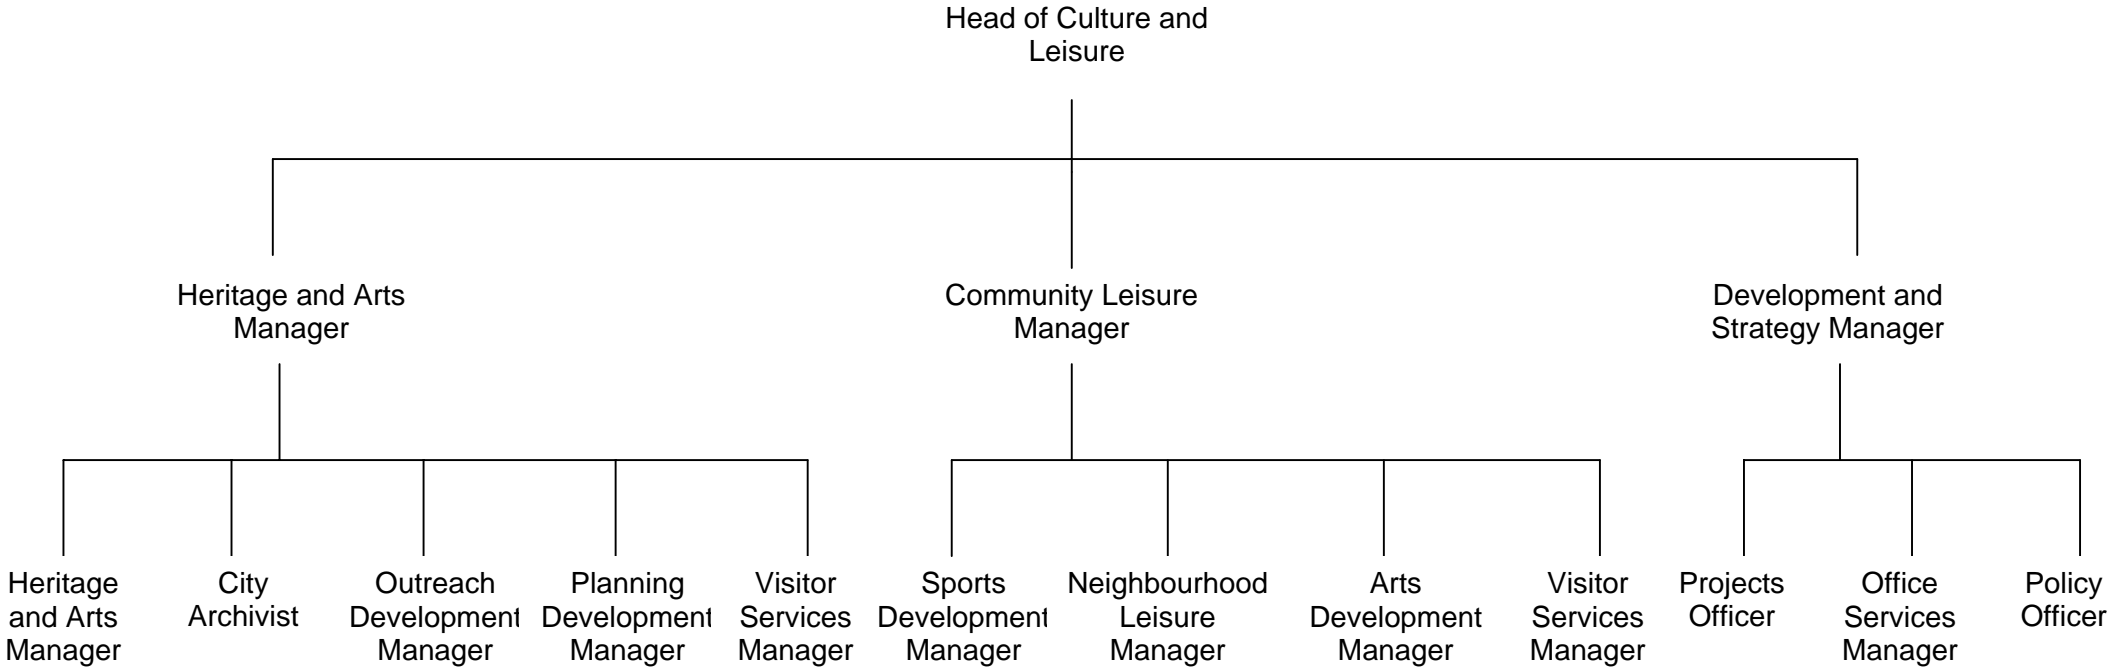 Head of Culture and
Leisure
Heritage and Arts
Manager
Community Leisure
Manager
Development and
Strategy Manager
Heritage
and Arts
Manager
City
Archivist
Outreach
Development
Manager
Planning
Development
Manager
Visitor
Services
Manager
Sports
Development
Manager
Neighbourhood
Leisure
Manager
Arts
Development
Manager
Visitor
Services
Manager
Projects
Officer
Office
Services
Manager
Policy
Officer